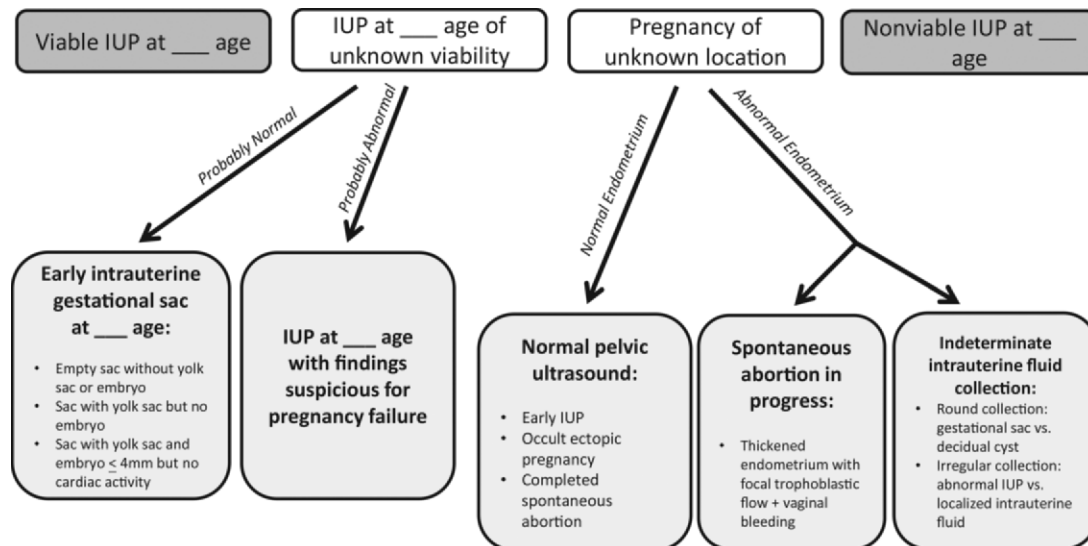 Viable IUP at ___ age
IUP at ___ age of
unknown viability
Pregnancy of
unknown location
Nonviable IUP at ___
age
Probably Normal
Probably Abnormal
Normal Endometrium
Abnormal Endometrium
Early intrauterine
gestational sac
at ___ age:
• Empty sac without yolk
sac or embryo
• Sac with yolk sac but no
embryo
• Sac with yolk sac and
embryo ≤ 4mm but no
cardiac activity
IUP at ___ age
with findings
suspicious for
pregnancy failure
Normal pelvic
ultrasound:
• Early IUP
• Occult ectopic
pregnancy
• Completed
spontaneous
abortion
Spontaneous
abortion in
progress:
• Thickened
endometrium with
focal trophoblastic
flow + vaginal
bleeding
Indeterminate
intrauterine fluid
collection:
• Round collection:
gestational sac vs.
decidual cyst
• Irregular collection:
abnormal IUP vs.
localized intrauterine
fluid